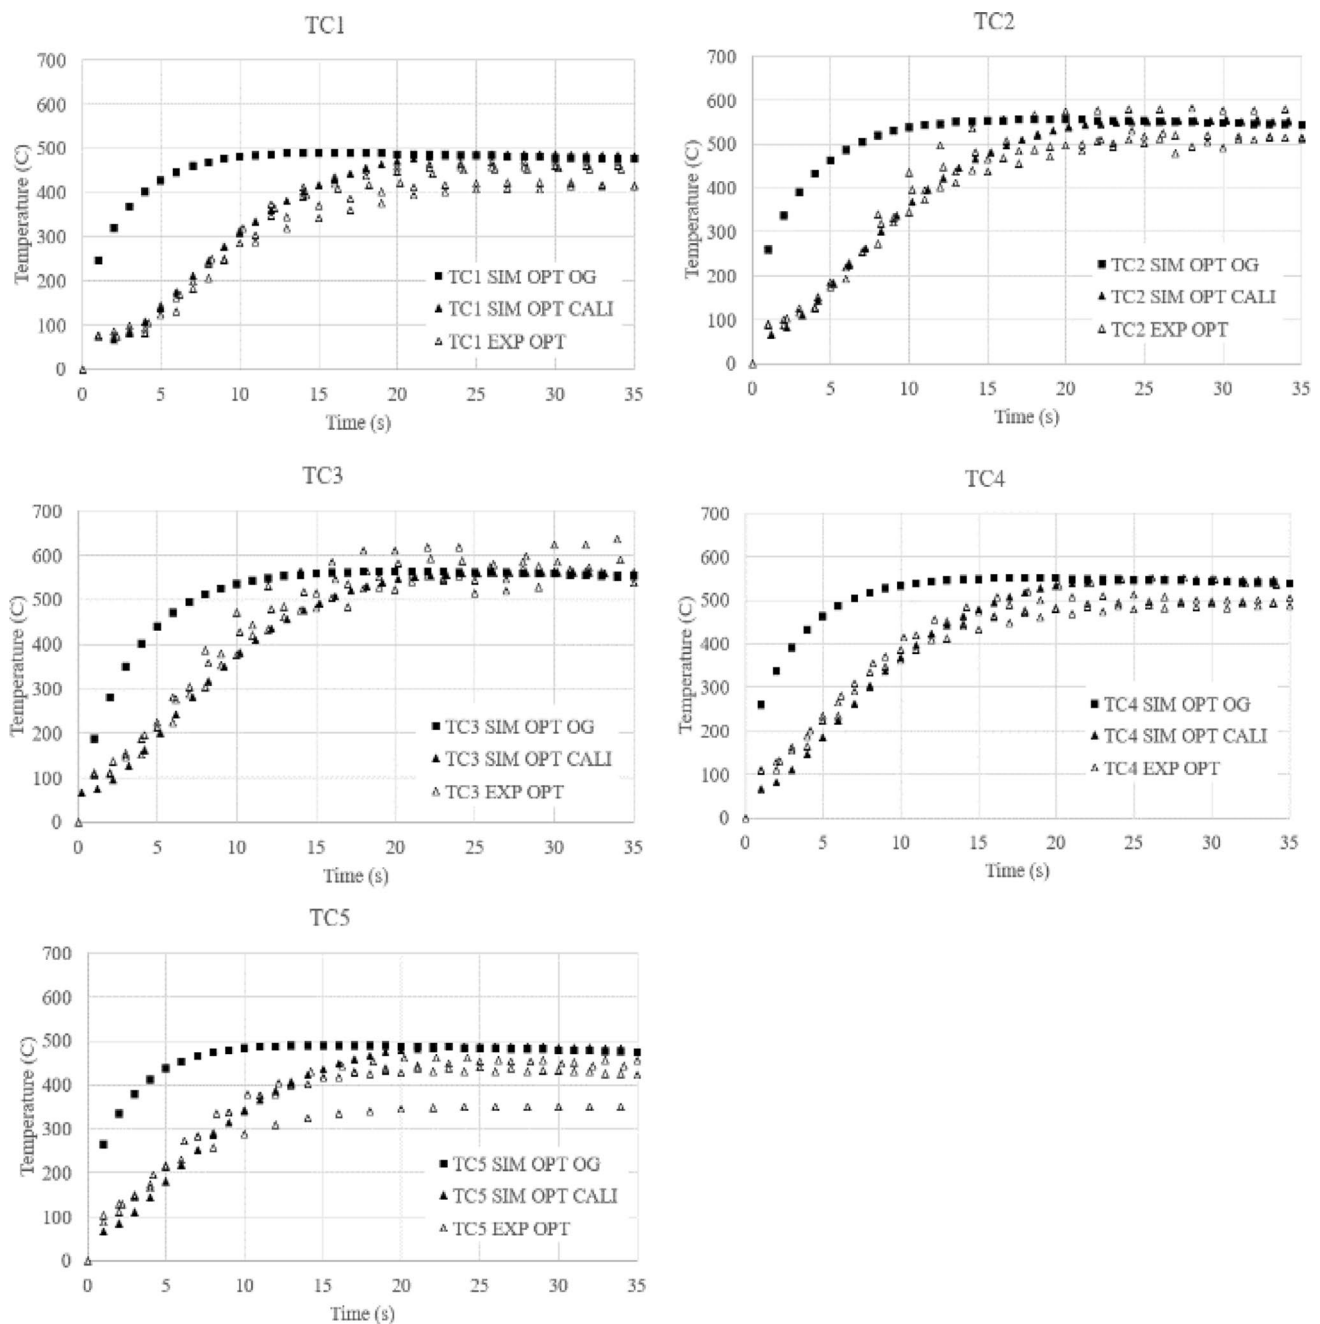 TC1
700
600
500
400
300
200
100
0
Temperature (C)
0 5 10 15 20 25 30 35
Time (s)
TC1 SIM OPT OG
TC1 SIM OPT CALI
TC1 EXP OPT
TC2
700
600
500
400
300
200
100
0
Temperature (C)
0 5 10 15 20 25 30 35
Time (s)
TC2 SIM OPT OG
TC2 SIM OPT CALI
TC2 EXP OPT
TC3
700
600
500
400
300
200
100
0
Temperature (C)
0 5 10 15 20 25 30 35
Time (s)
TC3 SIM OPT OG
TC3 SIM OPT CALI
TC3 EXP OPT
TC4
700
600
500
400
300
200
100
0
Temperature (C)
0 5 10 15 20 25 30 35
Time (s)
TC4 SIM OPT OG
TC4 SIM OPT CALI
TC4 EXP OPT
TC5
700
600
500
400
300
200
100
0
Temperature (C)
0 5 10 15 20 25 30 35
Time (s)
TC5 SIM OPT OG
TC5 SIM OPT CALI
TC5 EXP OPT